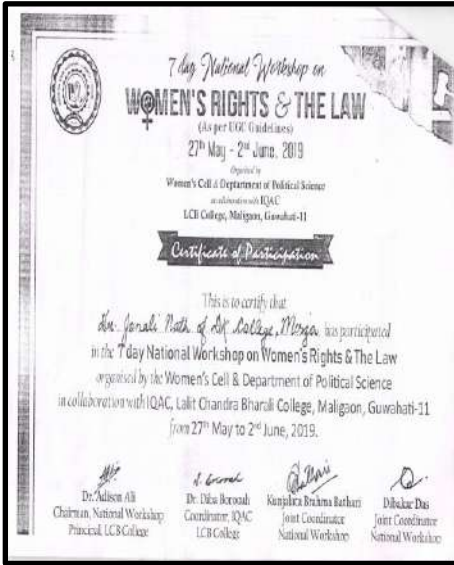 7 day National Workshop on
WOMEN'S RIGHTS & THE LAW
(As per UGC Guidelines)
27th May - 2nd June, 2019
Organised by
Women's Cell & Department of Political Science
in collaboration with IQAC
LCB College, Maligaon, Guwahati-11
Certificate of Participation
This is to certify that
Janali Nath of College, has participated
in the 7 day National Workshop on Women's Rights & The Law
organised by the Women's Cell & Department of Political Science
in collaboration with IQAC, Lalit Chandra Bharali College, Maligaon, Guwahati-11
from 27th May to 2nd June, 2019.
Dr. Adison Ali
Chairman, National Workshop
Principal, LCB College
Dr. Diba Borooah
Coordinator, IQAC
LCB College
Kunjalata Brahma Bathari
Joint Coordinator
National Workshop
Dibakar Das
Joint Coordinator
National Workshop